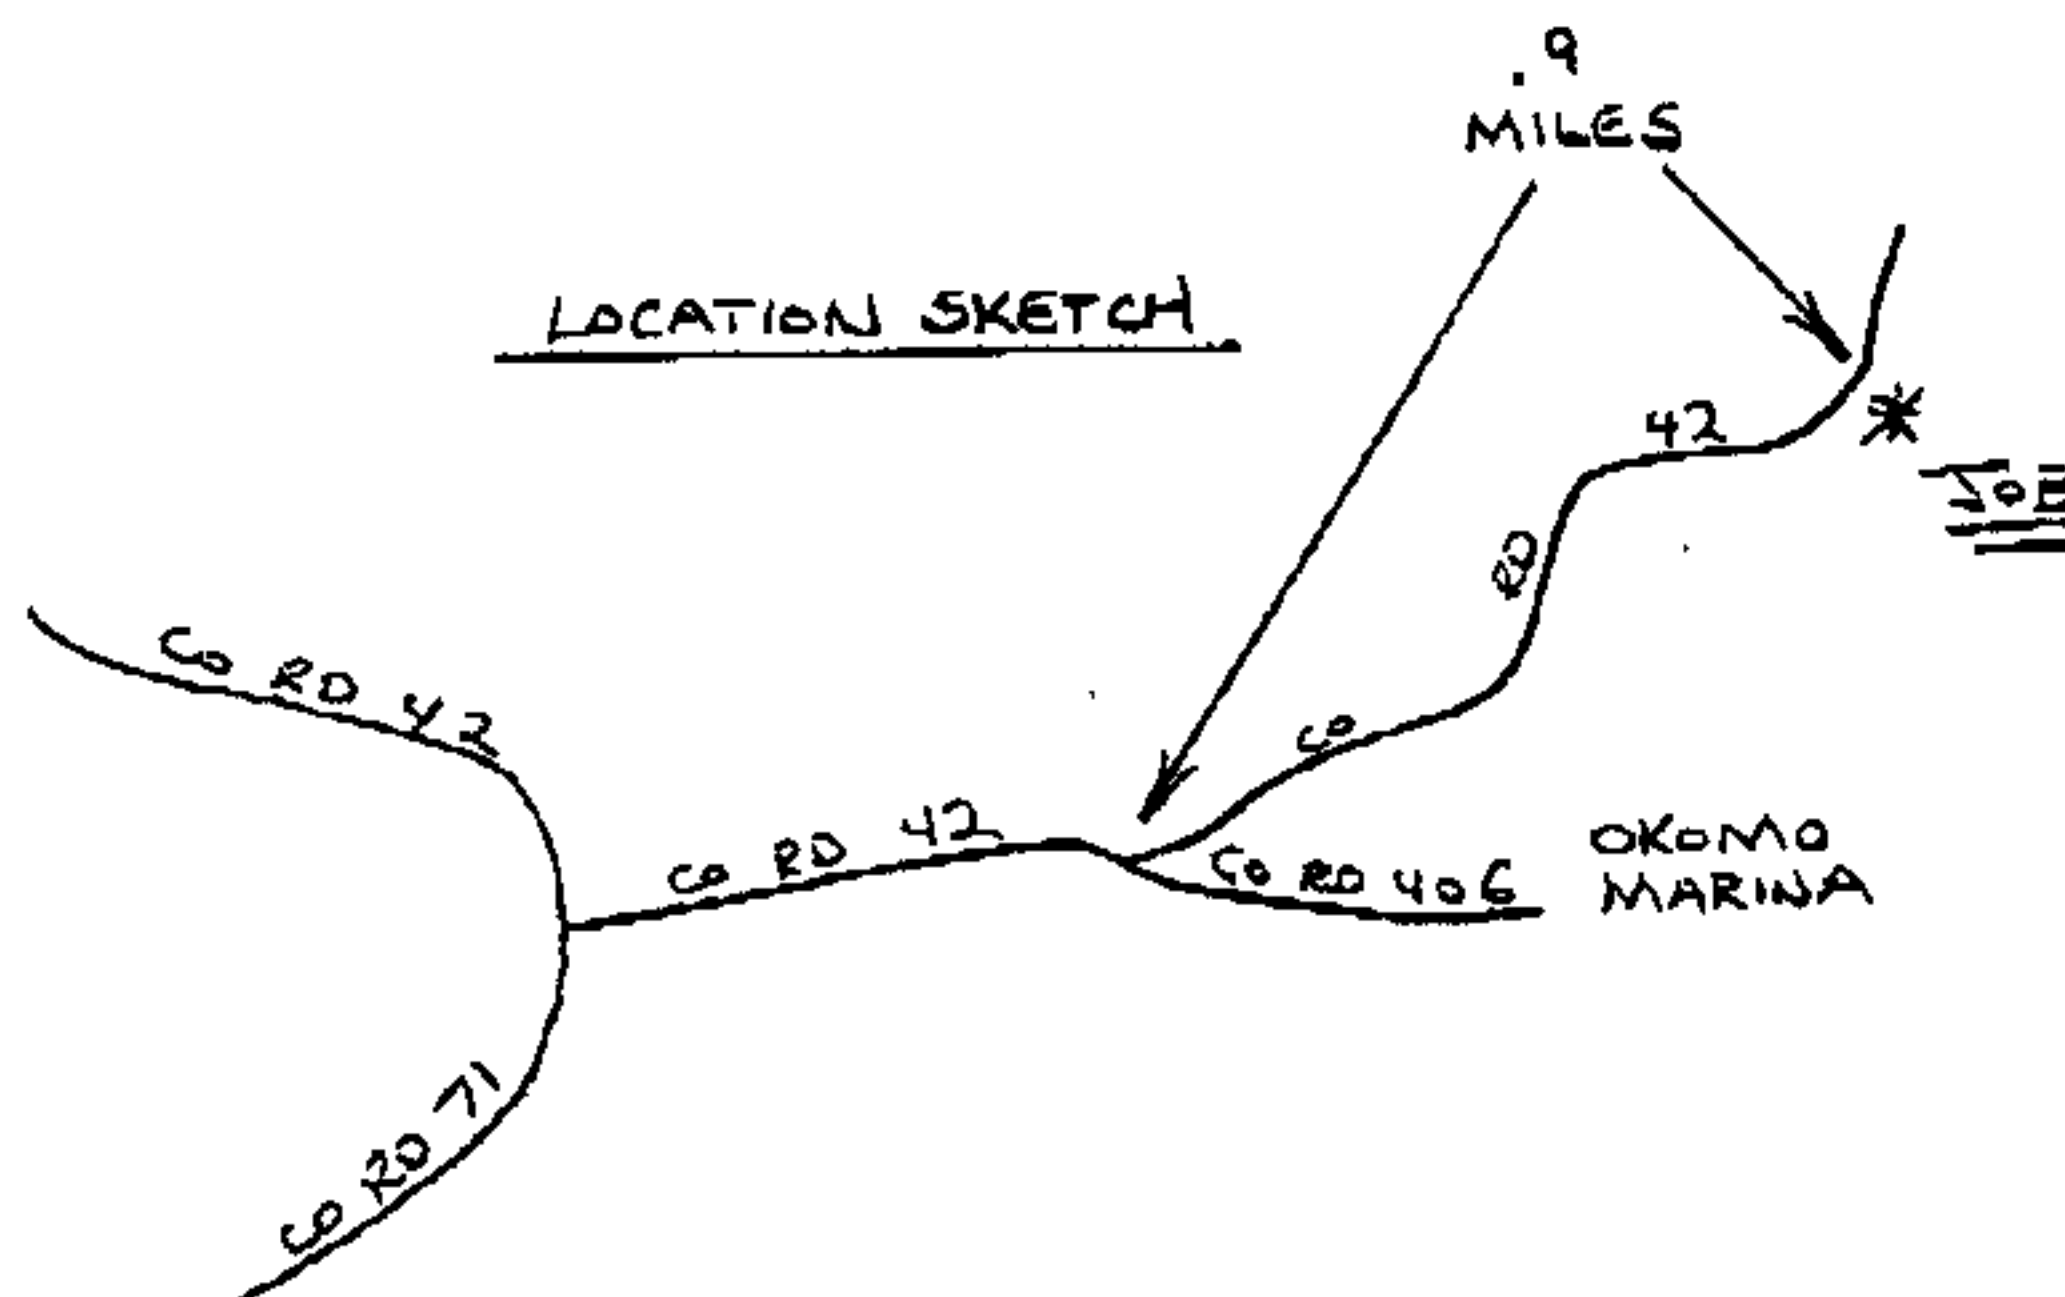 .9
MILES
LOCATION SKETCH
42
JOB
RD
CO RD 42
CO
CO RD 42
CO RD 406
OKOMO
MARINA
CO RD 71